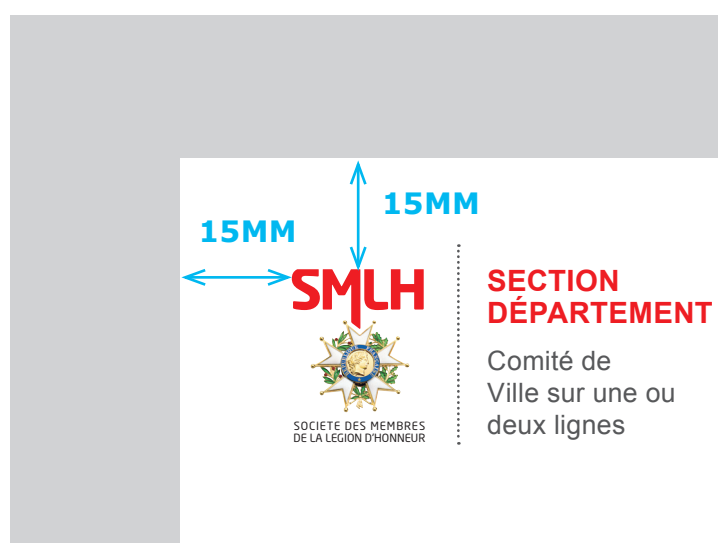 15MM
15MM
SMLH
SOCIETE DES MEMBRES
DE LA LEGION D'HONNEUR
SECTION
DÉPARTEMENT
Comité de
Ville sur une ou
deux lignes